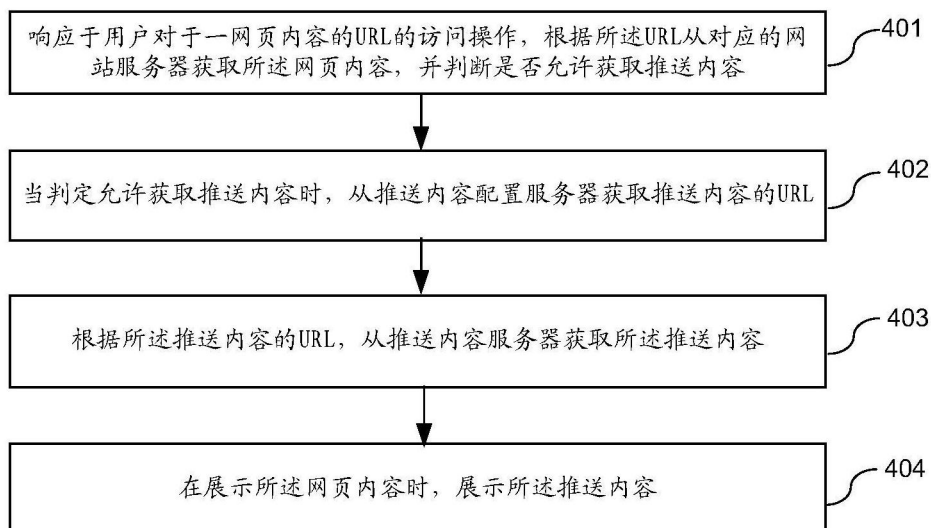 响应于用户对于一网页内容的URL的访问操作，根据所述URL从对应的网
站服务器获取所述网页内容，并判断是否允许获取推送内容
401
当判定允许获取推送内容时，从推送内容配置服务器获取推送内容的URL
402
根据所述推送内容的URL，从推送内容服务器获取所述推送内容
403
在展示所述网页内容时，展示所述推送内容
404